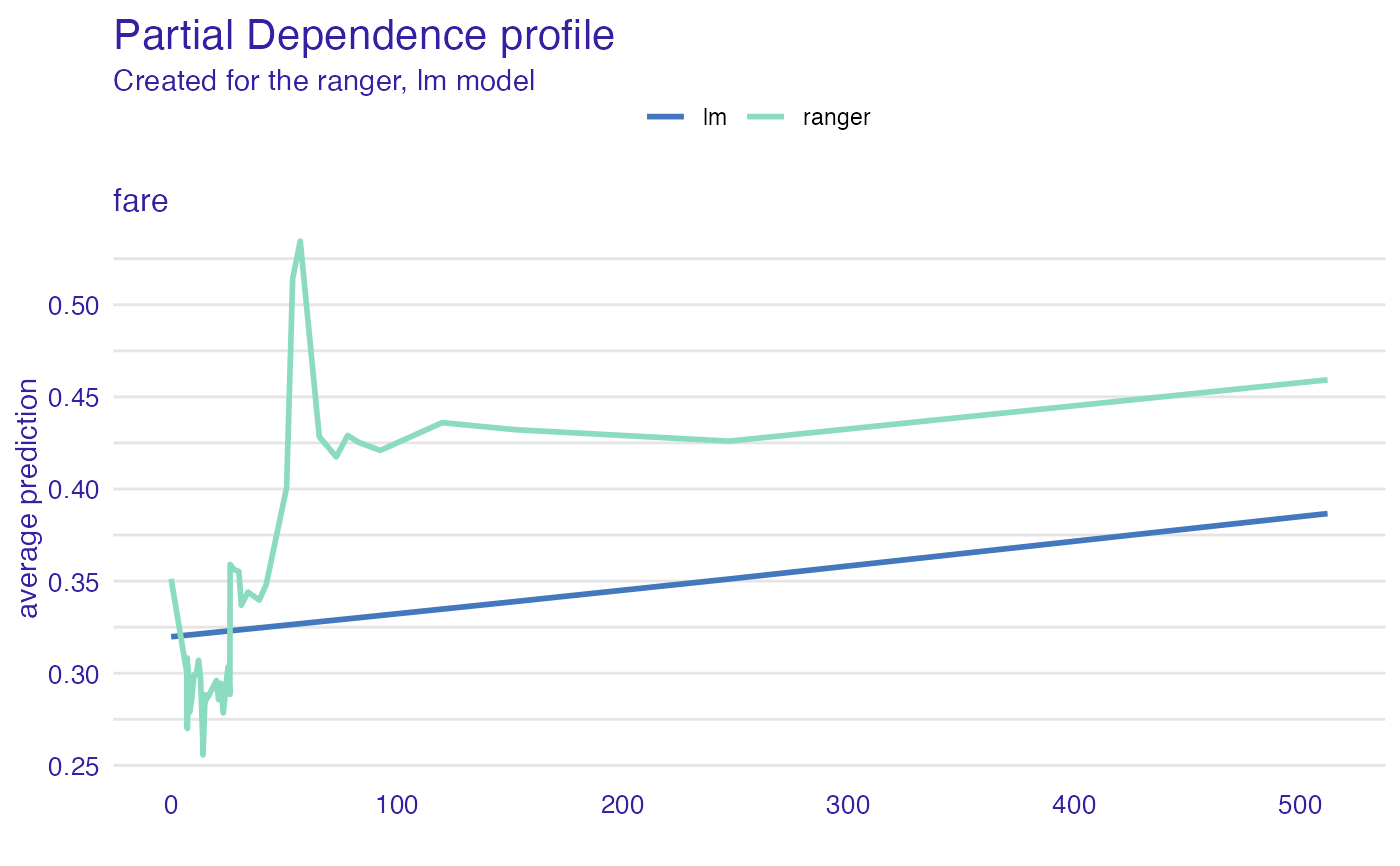 Partial Dependence profile
Created for the ranger, lm model
lm ranger
fare
average prediction
0.50
0.45
0.40
0.35
0.30
0.25
0 100 200 300 400 500